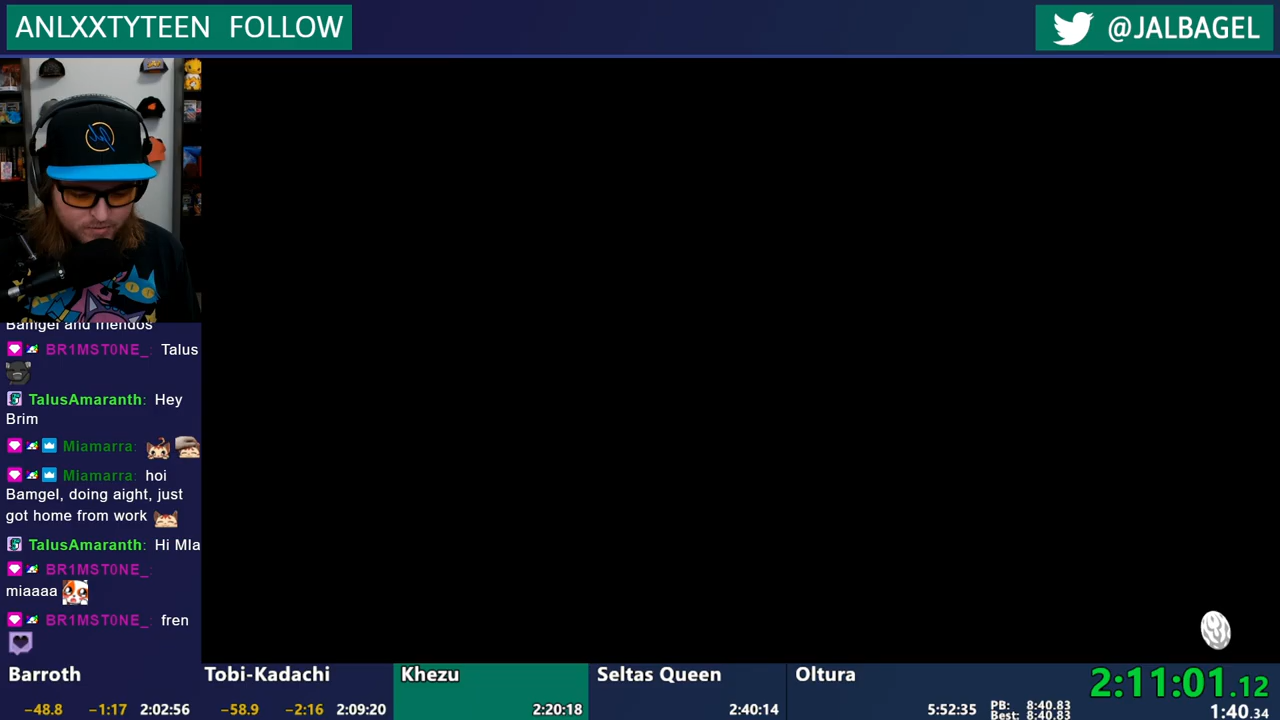 ANLXXTYTEEN FOLLOW
@JALBAGEL
Bamgel and friendos
BR1MST0NE_: Talus
TalusAmaranth: Hey
Brim
Miamarra:
Miamarra: hoi
Bamgel, doing aight, just
got home from work
TalusAmaranth: Hi MIa
BR1MST0NE_:
miaaaa
BR1MST0NE_: fren
Barroth
−48.8 −1:17 2:02:56
Tobi-Kadachi
−58.9 −2:16 2:09:20
Khezu
2:20:18
Seltas Queen
2:40:14
Oltura
5:52:35
PB: 8:40.83
Best: 8:40.83
2:11:01.12
1:40.34